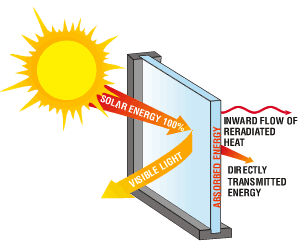 SOLAR ENERGY 100%
VISIBLE LIGHT
ABSORBED ENERGY
INWARD FLOW OF
RERADIATED
HEAT
DIRECTLY
TRANSMITTED
ENERGY